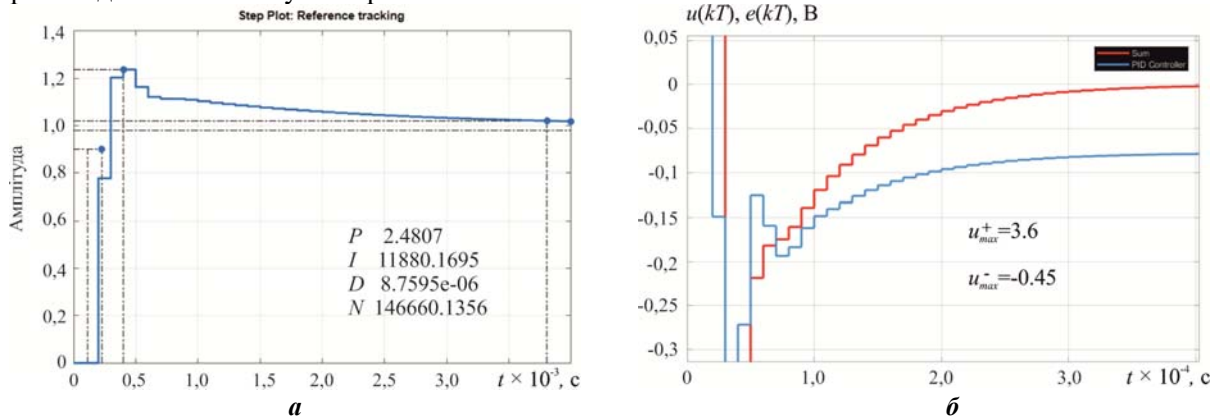 Step Plot: Reference tracking
Амплітуда
1,4
1,2
1,0
0,8
0,6
0,4
0,2
0
0 0,5 1,0 1,5 2,0 2,5 3,0 t × 10⁻³, с
P 2.4807
I 11880.1695
D 8.7595e-06
N 146660.1356
а
u(kT), e(kT), В
0,05
0
-0,05
-0,1
-0,15
-0,2
-0,25
-0,3
Sum
PID Controller
u⁺max=3.6
u⁻max=-0.45
0 1,0 2,0 3,0 t × 10⁻⁴, с
б